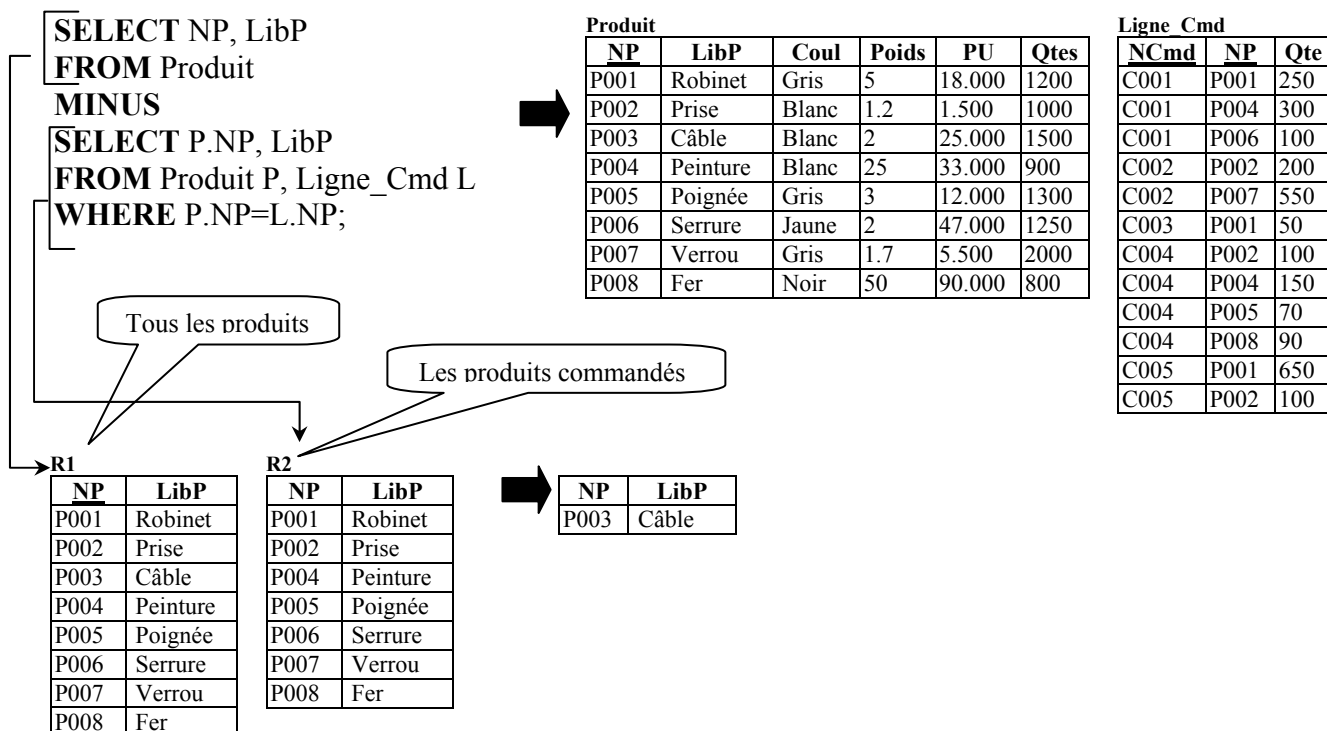 SELECT NP, LibP
FROM Produit
MINUS
SELECT P.NP, LibP
FROM Produit P, Ligne_Cmd L
WHERE P.NP=L.NP;
Produit
NP LibP Coul Poids PU Qtes
P001 Robinet Gris 5 18.000 1200
P002 Prise Blanc 1.2 1.500 1000
P003 Câble Blanc 2 25.000 1500
P004 Peinture Blanc 25 33.000 900
P005 Poignée Gris 3 12.000 1300
P006 Serrure Jaune 2 47.000 1250
P007 Verrou Gris 1.7 5.500 2000
P008 Fer Noir 50 90.000 800
Ligne_Cmd
NCmd NP Qte
C001 P001 250
C001 P004 300
C001 P006 100
C002 P002 200
C002 P007 550
C003 P001 50
C004 P002 100
C004 P004 150
C004 P005 70
C004 P008 90
C005 P001 650
C005 P002 100
Tous les produits
Les produits commandés
R1
NP LibP
P001 Robinet
P002 Prise
P003 Câble
P004 Peinture
P005 Poignée
P006 Serrure
P007 Verrou
P008 Fer
R2
NP LibP
P001 Robinet
P002 Prise
P004 Peinture
P005 Poignée
P006 Serrure
P007 Verrou
P008 Fer
NP LibP
P003 Câble